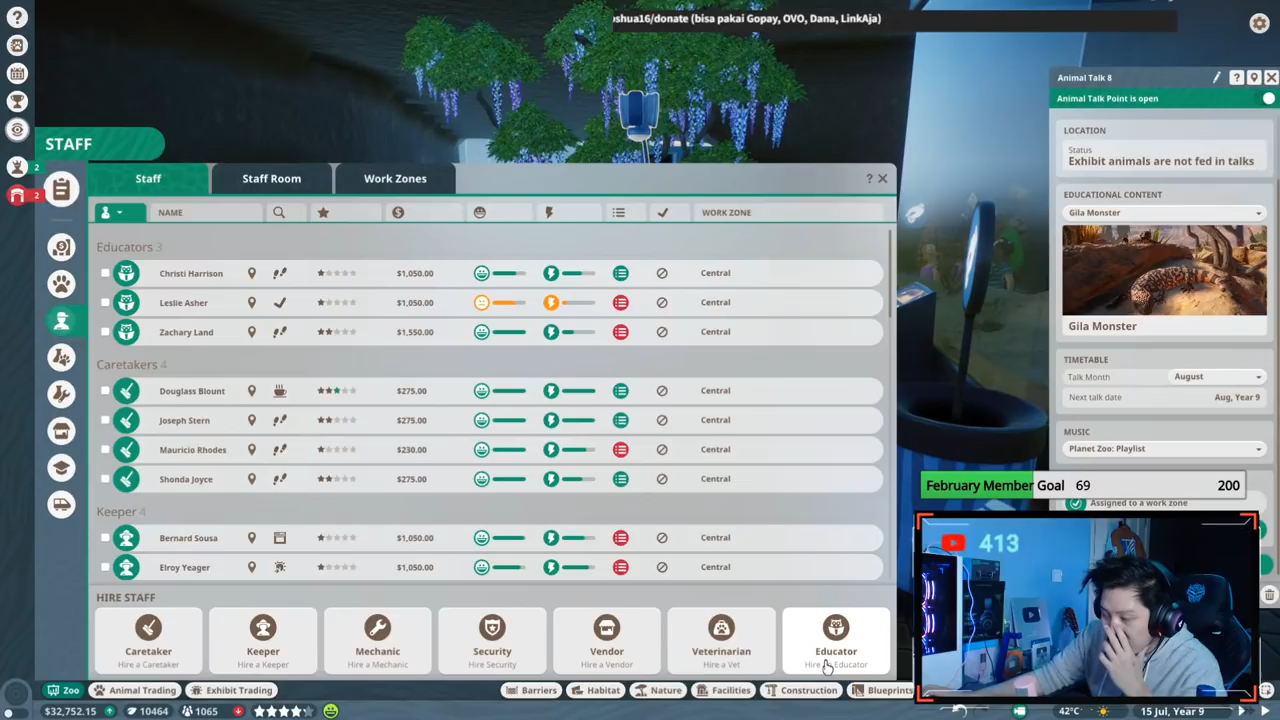 oshua16/donate (bisa pakai Gopay, OVO, Dana, LinkAja)
Animal Talk 8
Animal Talk Point is open
LOCATION
Status
Exhibit animals are not fed in talks
EDUCATIONAL CONTENT
Gila Monster
Gila Monster
TIMETABLE
Talk Month August
Next talk date Aug, Year 9
MUSIC
Planet Zoo: Playlist
Assigned to a work zone
STAFF
2
2
Staff Staff Room Work Zones
NAME WORK ZONE
Educators 3
Christi Harrison $1,050.00 Central
Leslie Asher $1,050.00 Central
Zachary Land $1,550.00 Central
Caretakers 4
Douglass Blount $275.00 Central
Joseph Stern $275.00 Central
Mauricio Rhodes $230.00 Central
Shonda Joyce $275.00 Central
Keeper 4
Bernard Sousa $1,050.00 Central
Elroy Yeager $1,050.00 Central
HIRE STAFF
Caretaker
Hire a Caretaker
Keeper
Hire a Keeper
Mechanic
Hire a Mechanic
Security
Hire Security
Vendor
Hire a Vendor
Veterinarian
Hire a Vet
Educator
Hire Educator
February Member Goal 69 200
413
Zoo Animal Trading Exhibit Trading Barriers Habitat Nature Facilities Construction Blueprints
$32,752.15 10464 1065 42°C 15 Jul, Year 9